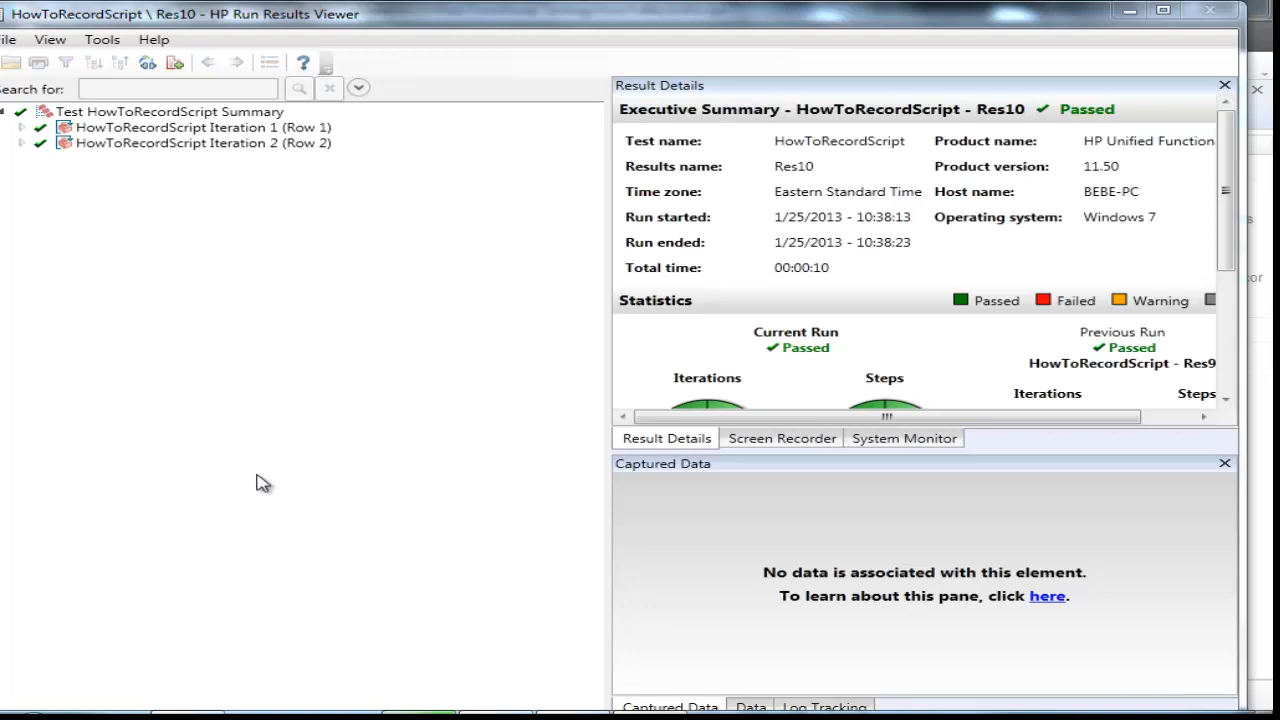 HowToRecordScript \ Res10 - HP Run Results Viewer
ile View Tools Help
Search for:
Test HowToRecordScript Summary
HowToRecordScript Iteration 1 (Row 1)
HowToRecordScript Iteration 2 (Row 2)
Result Details
Executive Summary - HowToRecordScript - Res10 Passed
Test name: HowToRecordScript Product name: HP Unified Function
Results name: Res10 Product version: 11.50
Time zone: Eastern Standard Time Host name: BEBE-PC
Run started: 1/25/2013 - 10:38:13 Operating system: Windows 7
Run ended: 1/25/2013 - 10:38:23
Total time: 00:00:10
Statistics Passed Failed Warning
Current Run Previous Run
Passed Passed
HowToRecordScript - Res9
Iterations Steps Iterations Steps
Result Details Screen Recorder System Monitor
Captured Data
No data is associated with this element.
To learn about this pane, click here.
Captured Data Data Log Tracking